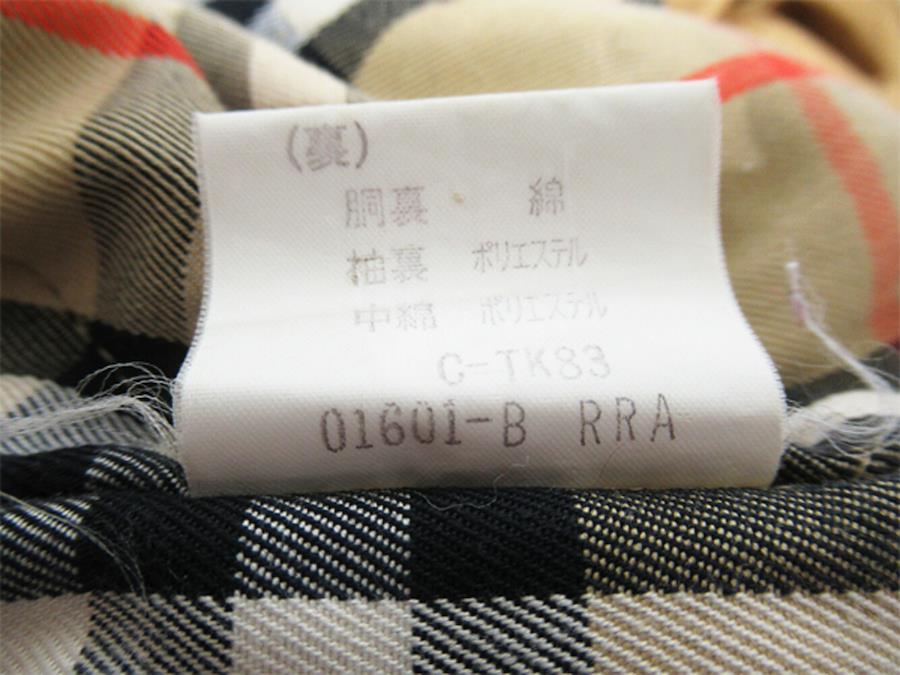 (裏)
胴裏 綿
袖裏 ポリエステル
中綿 ポリエステル
C-TK83
01601-B RRA